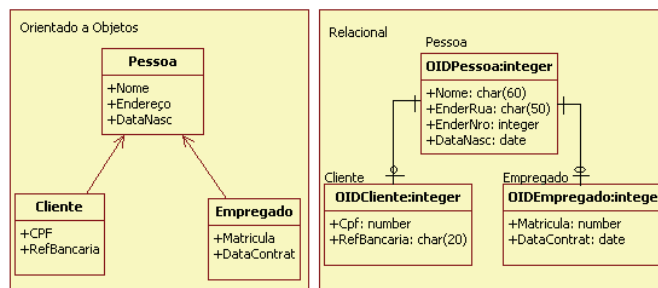 Orientado a Objetos
Pessoa
+Nome
+Endereço
+DataNasc
Cliente
+CPF
+RefBancaria
Empregado
+Matricula
+DataContrat
Relacional
Pessoa
OIDPessoa:integer
+Nome: char(60)
+EnderRua: char(50)
+EnderNro: integer
+DataNasc: date
Cliente
OIDCliente:integer
+Cpf: number
+RefBancaria: char(20)
Empregado
OIDEmpregado:intege
+Matricula: number
+DataContrat: date